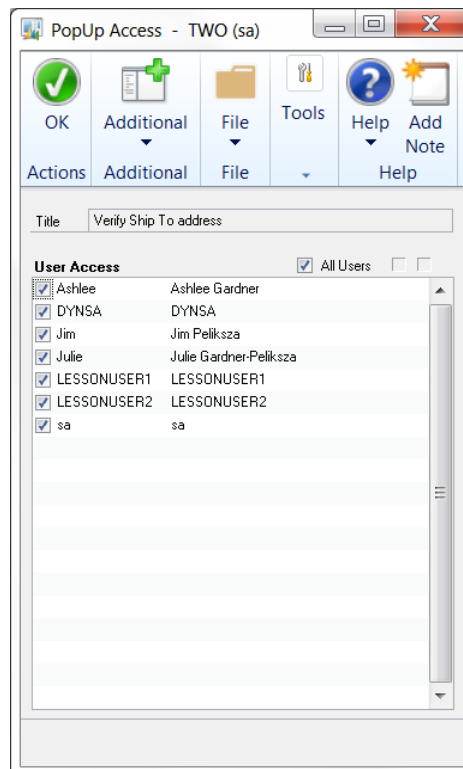 PopUp Access - TWO (sa)
OK Additional File Tools Help Add Note
Actions Additional File Help
Title Verify Ship To address
User Access All Users
Ashlee Ashlee Gardner
DYNSA DYNSA
Jim Jim Peliksza
Julie Julie Gardner-Peliksza
LESSONUSER1 LESSONUSER1
LESSONUSER2 LESSONUSER2
sa sa